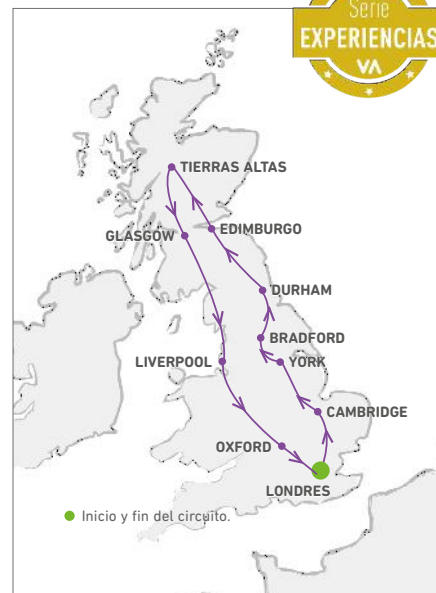 Serie
EXPERIENCIAS
VA
TIERRAS ALTAS
GLASGOW
EDIMBURGO
DURHAM
BRADFORD
LIVERPOOL
YORK
CAMBRIDGE
OXFORD
LONDRES
Inicio y fin del circuito.